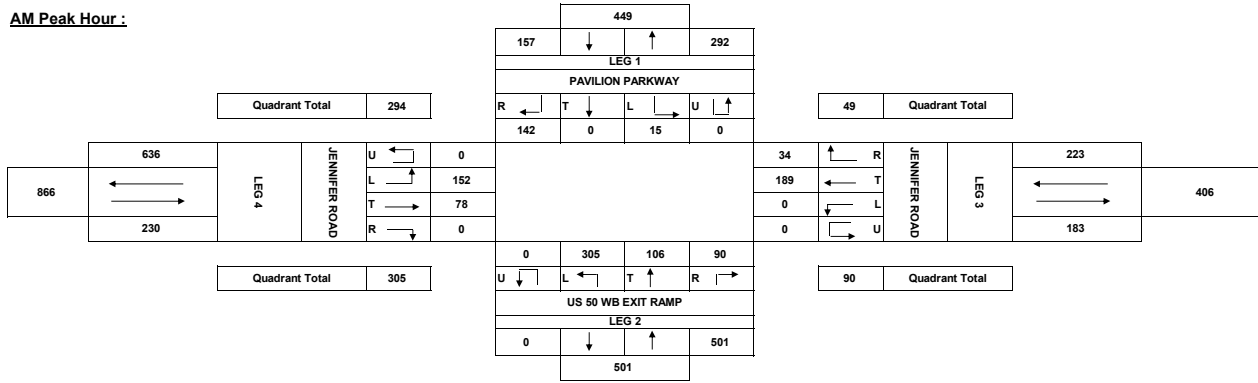 AM Peak Hour :
449
157 292
LEG 1
PAVILION PARKWAY
Quadrant Total 294
R T L U
49 Quadrant Total
142 0 15 0
866
636
230
LEG 4
JENNIFER ROAD
U 0
L 152
T 78
R 0
34 R
189 T
0 L
0 U
JENNIFER ROAD
LEG 3
223
183
406
0 305 106 90
Quadrant Total 305
U L T R
90 Quadrant Total
US 50 WB EXIT RAMP
LEG 2
0 501
501